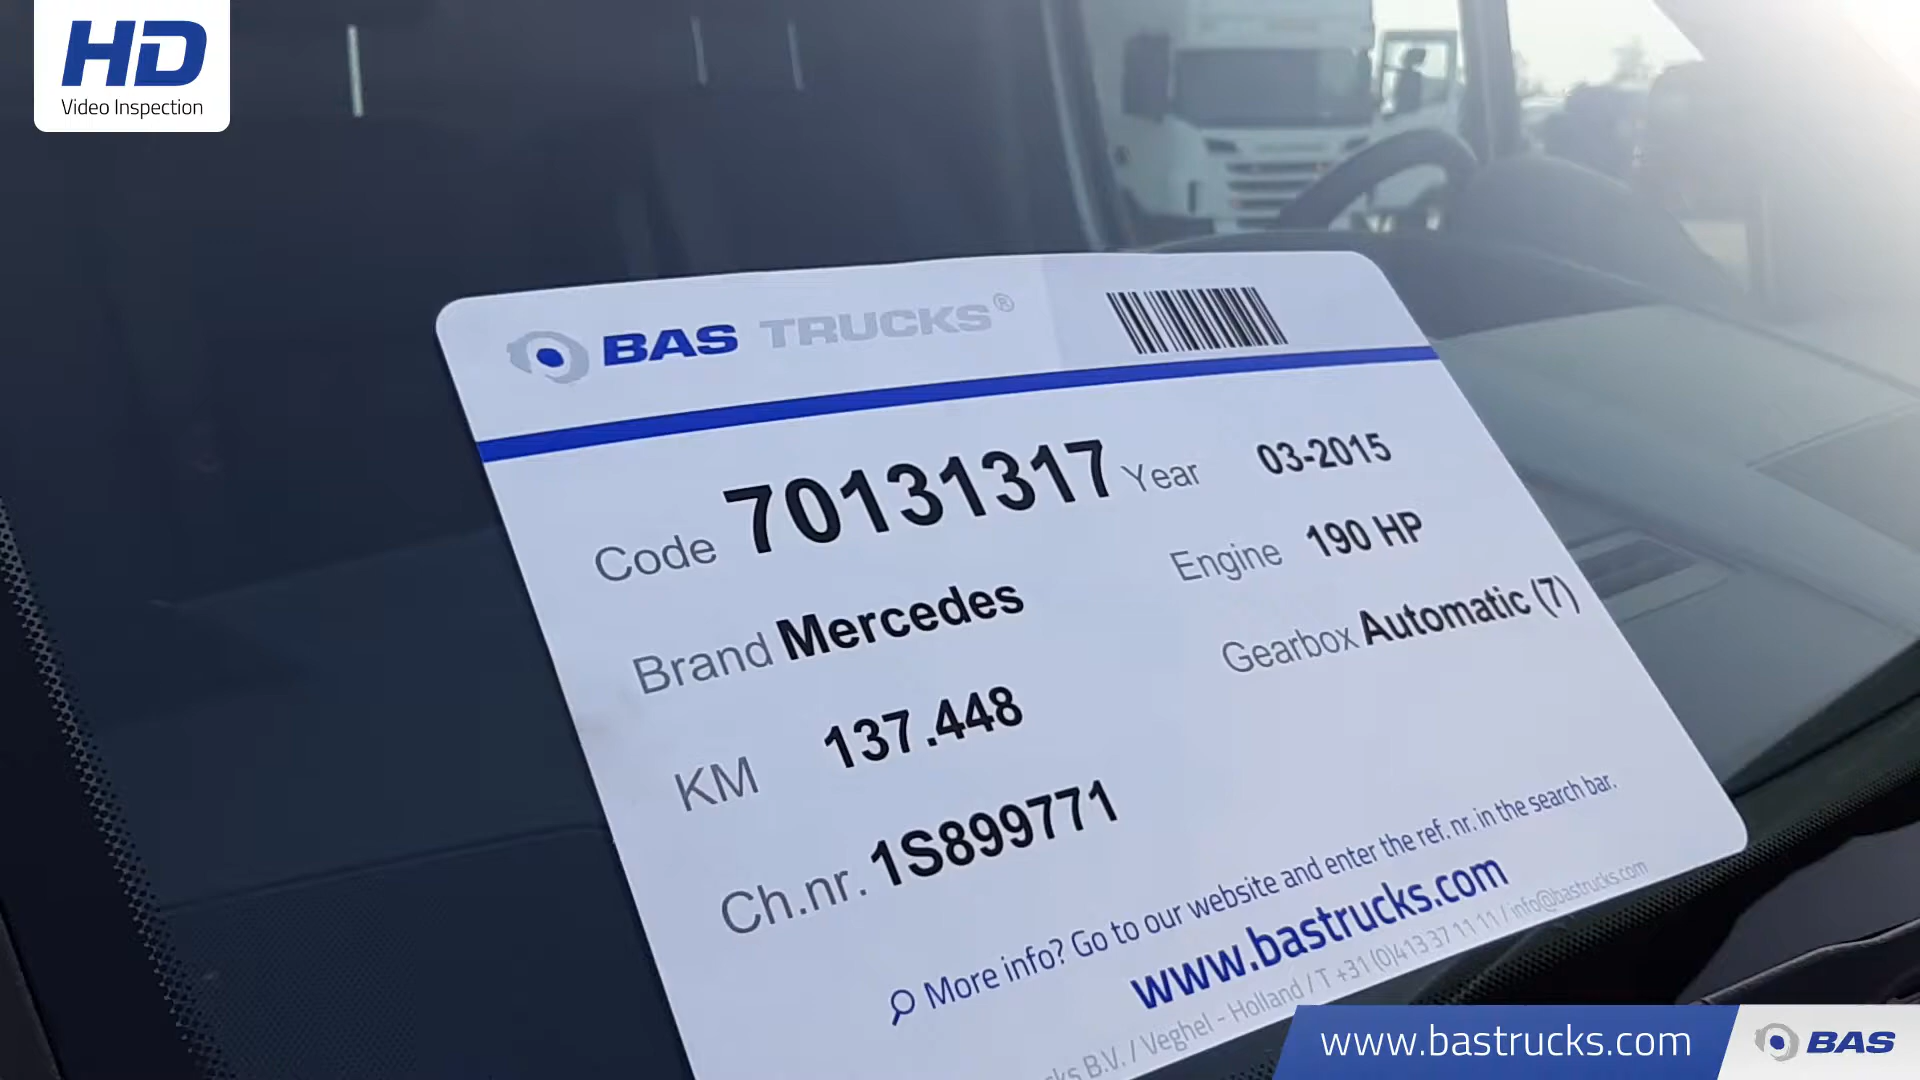 HD
Video Inspection
BAS TRUCKS®
Code 70131317
Year 03-2015
Brand Mercedes
Engine 190 HP
KM 137.448
Gearbox Automatic (7)
Ch.nr. 1S899771
More info? Go to our website and enter the ref. nr. in the search bar.
www.bastrucks.com
B.V. / Veghel - Holland / T +31 (0)413 37 11 11 / info@bastrucks.com
www.bastrucks.com
BAS